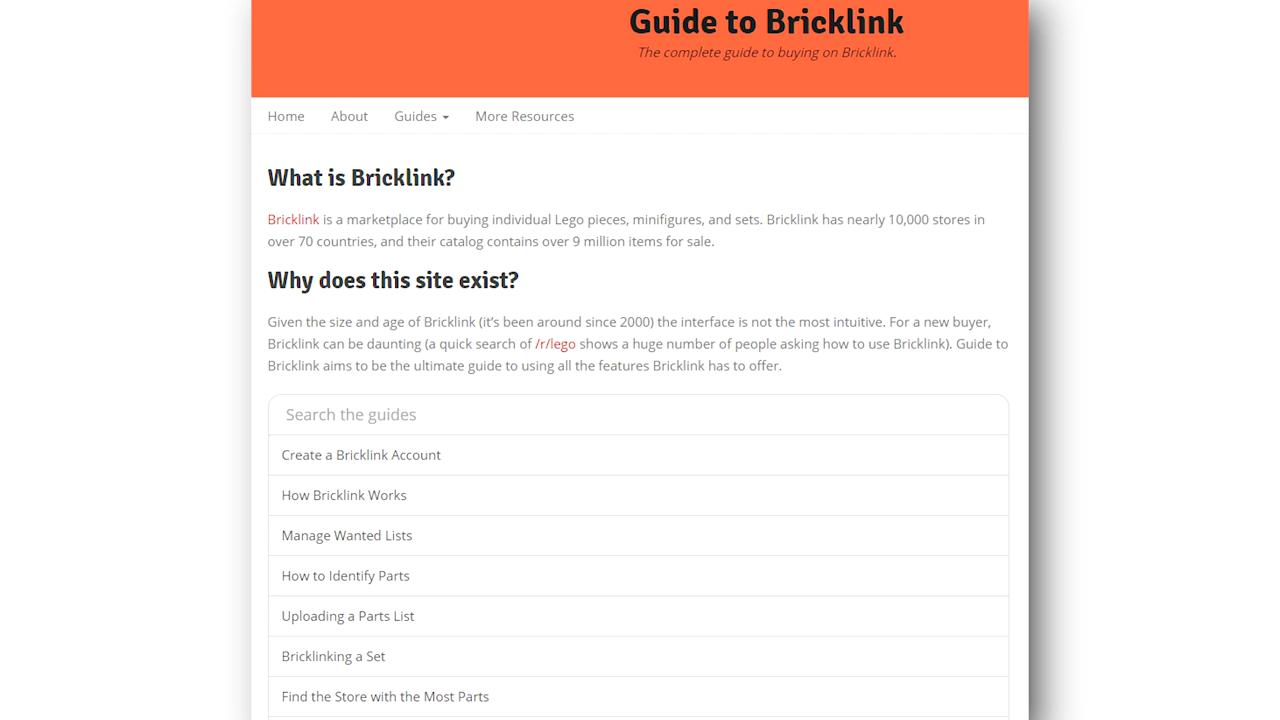 Guide to Bricklink
The complete guide to buying on Bricklink.
Home About Guides More Resources
What is Bricklink?
Bricklink is a marketplace for buying individual Lego pieces, minifigures, and sets. Bricklink has nearly 10,000 stores in
over 70 countries, and their catalog contains over 9 million items for sale.
Why does this site exist?
Given the size and age of Bricklink (it’s been around since 2000) the interface is not the most intuitive. For a new buyer,
Bricklink can be daunting (a quick search of /r/lego shows a huge number of people asking how to use Bricklink). Guide to
Bricklink aims to be the ultimate guide to using all the features Bricklink has to offer.
Search the guides
Create a Bricklink Account
How Bricklink Works
Manage Wanted Lists
How to Identify Parts
Uploading a Parts List
Bricklinking a Set
Find the Store with the Most Parts